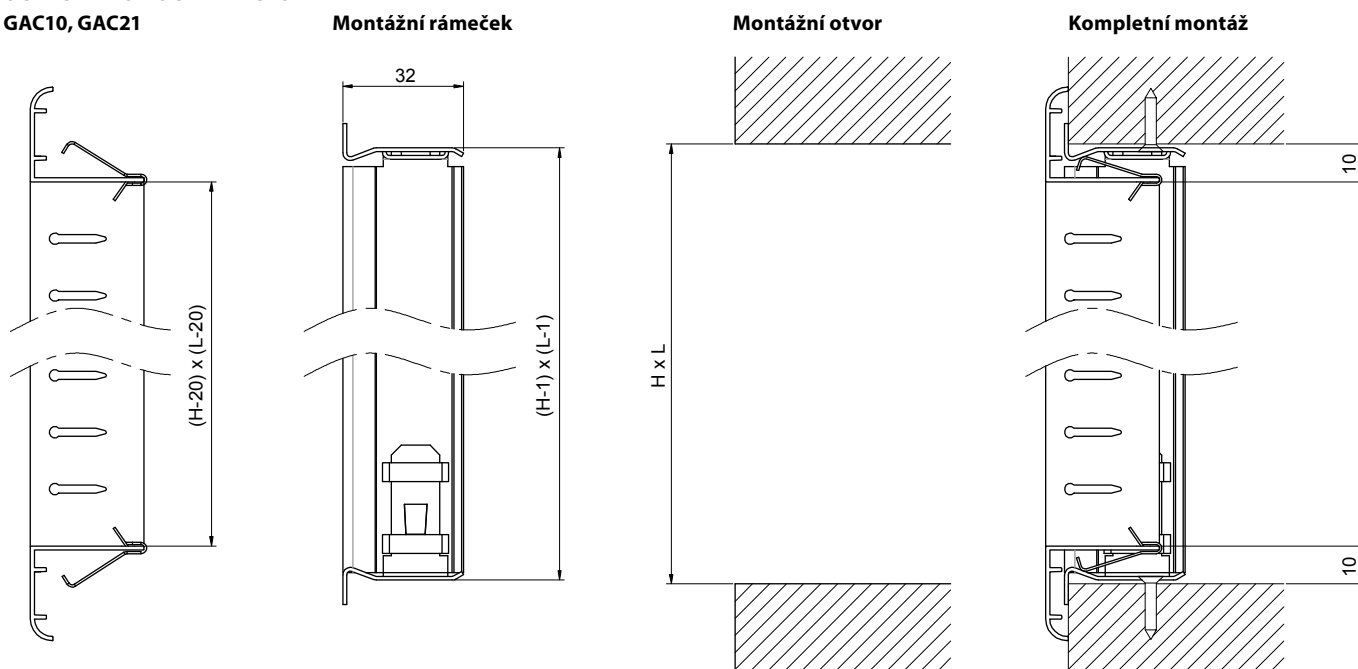 GAC10, GAC21
Montážní rámeček
Montážní otvor
Kompletní montáž
32
10
(H-20) x (L-20)
(H-1) x (L-1)
H x L
10